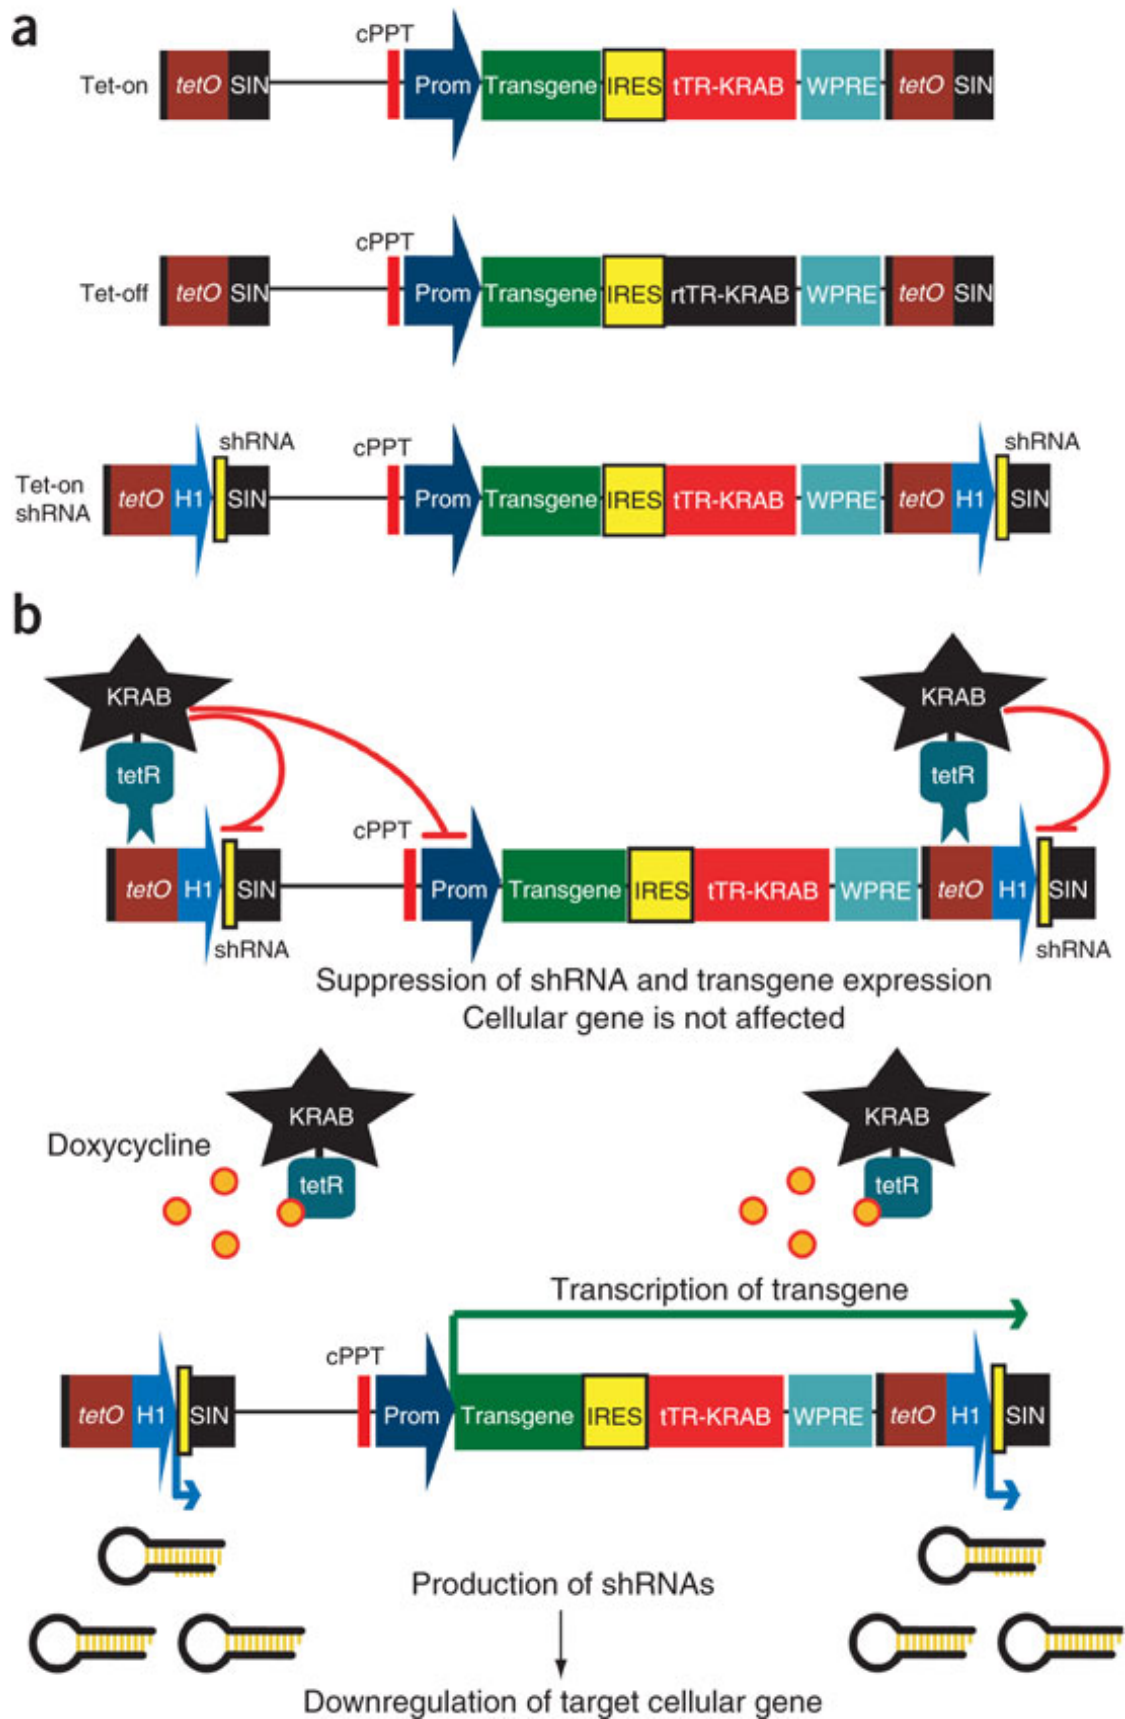 a
cPPT
Tet-on tetO SIN Prom Transgene IRES tTR-KRAB WPRE tetO SIN
cPPT
Tet-off tetO SIN Prom Transgene IRES rtTR-KRAB WPRE tetO SIN
shRNA cPPT shRNA
Tet-on
shRNA
tetO H1 SIN Prom Transgene IRES tTR-KRAB WPRE tetO H1 SIN
b
KRAB KRAB
tetR tetR
cPPT
tetO H1 SIN Prom Transgene IRES tTR-KRAB WPRE tetO H1 SIN
shRNA shRNA
Suppression of shRNA and transgene expression
Cellular gene is not affected
KRAB KRAB
Doxycycline
tetR tetR
Transcription of transgene
cPPT
tetO H1 SIN Prom Transgene IRES tTR-KRAB WPRE tetO H1 SIN
Production of shRNAs
Downregulation of target cellular gene